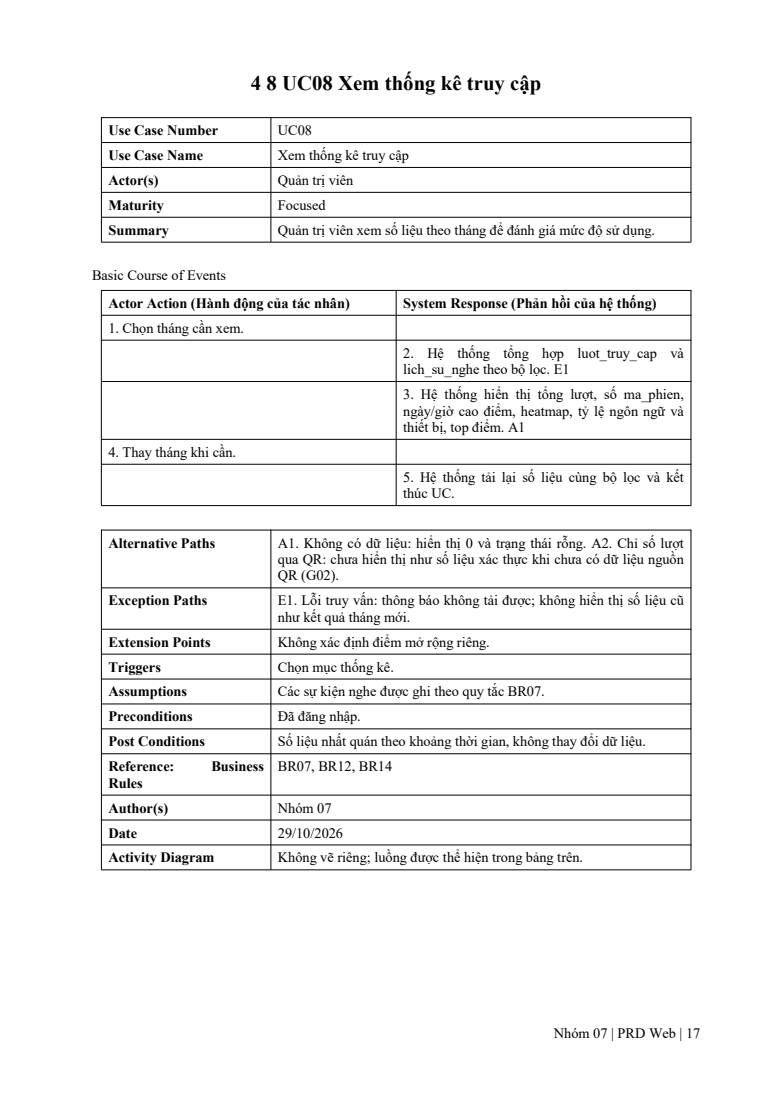 4 8 UC08 Xem thống kê truy cập
Use Case Number UC08
Use Case Name Xem thống kê truy cập
Actor(s) Quản trị viên
Maturity Focused
Summary Quản trị viên xem số liệu theo tháng để đánh giá mức độ sử dụng.
Basic Course of Events
Actor Action (Hành động của tác nhân) System Response (Phản hồi của hệ thống)
1. Chọn tháng cần xem.
2. Hệ thống tổng hợp luot_truy_cap và
lich_su_nghe theo bộ lọc. E1
3. Hệ thống hiển thị tổng lượt, số ma_phien,
ngày/giờ cao điểm, heatmap, tỷ lệ ngôn ngữ và
thiết bị, top điểm. A1
4. Thay tháng khi cần.
5. Hệ thống tải lại số liệu cùng bộ lọc và kết
thúc UC.
Alternative Paths A1. Không có dữ liệu: hiển thị 0 và trạng thái rỗng. A2. Chỉ số lượt
qua QR: chưa hiển thị như số liệu xác thực khi chưa có dữ liệu nguồn
QR (G02).
Exception Paths E1. Lỗi truy vấn: thông báo không tải được; không hiển thị số liệu cũ
như kết quả tháng mới.
Extension Points Không xác định điểm mở rộng riêng.
Triggers Chọn mục thống kê.
Assumptions Các sự kiện nghe được ghi theo quy tắc BR07.
Preconditions Đã đăng nhập.
Post Conditions Số liệu nhất quán theo khoảng thời gian, không thay đổi dữ liệu.
Reference: Business BR07, BR12, BR14
Rules
Author(s) Nhóm 07
Date 29/10/2026
Activity Diagram Không vẽ riêng; luồng được thể hiện trong bảng trên.
Nhóm 07 | PRD Web | 17